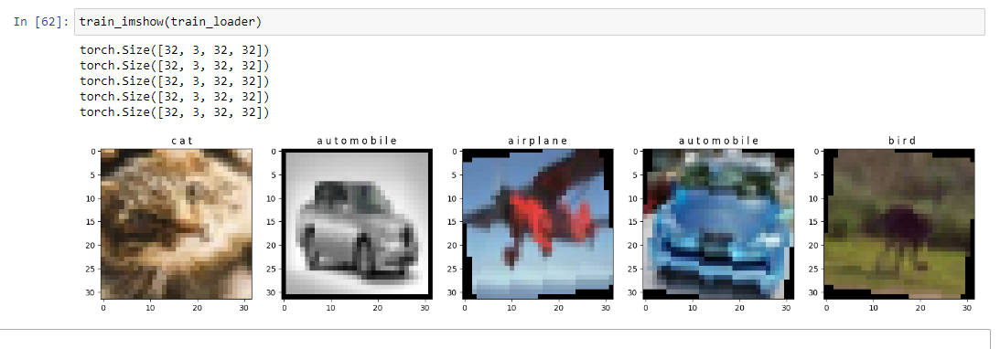 In [62]: train_imshow(train_loader)
torch.Size([32, 3, 32, 32])
torch.Size([32, 3, 32, 32])
torch.Size([32, 3, 32, 32])
torch.Size([32, 3, 32, 32])
torch.Size([32, 3, 32, 32])
cat automobile airplane automobile bird
0 0 0 0 0
5 5 5 5 5
10 10 10 10 10
15 15 15 15 15
20 20 20 20 20
25 25 25 25 25
30 30 30 30 30
0 10 20 30 0 10 20 30 0 10 20 30 0 10 20 30 0 10 20 30